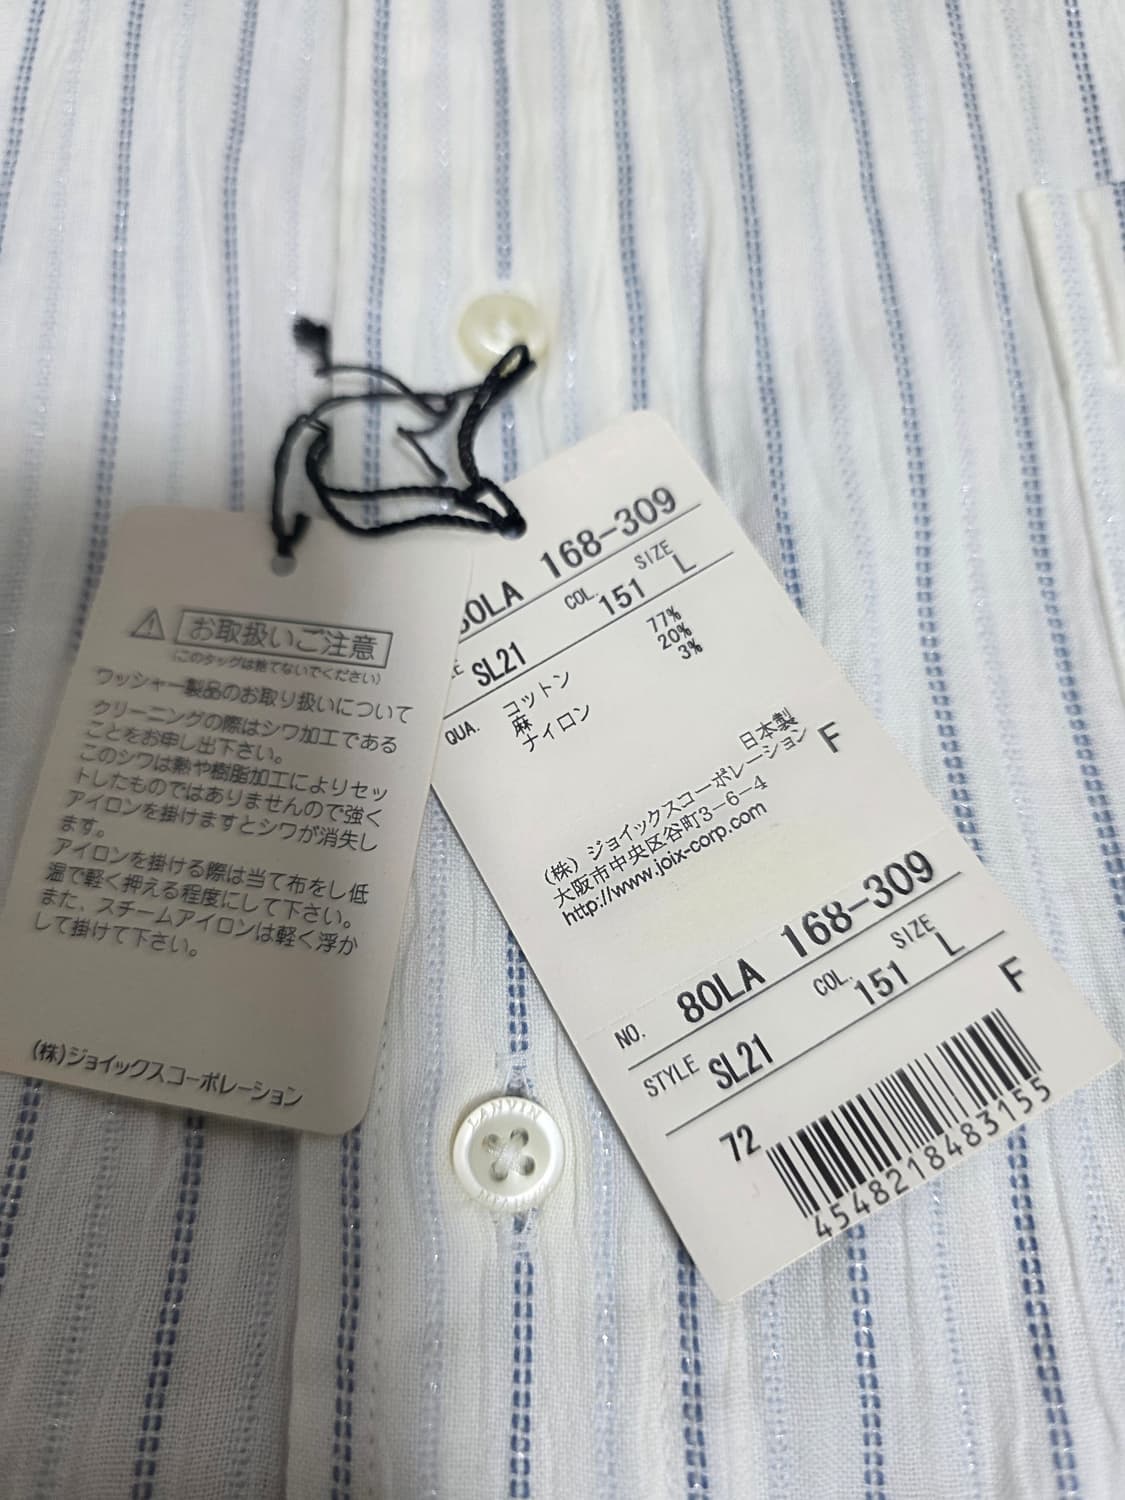 お取扱いご注意
(このタグは捨てないでください)
ワッシャー製品のお取り扱いについて
クリーニングの際はシワ加工である
ことをお申し出下さい。
このシワは熱や樹脂加工によりセッ
トしたものではありませんので強く
アイロンを掛けますとシワが消失し
ます。
アイロンを掛ける際は当て布をし低
温で軽く押える程度にして下さい。
また、スチームアイロンは軽く浮か
して掛けて下さい。
(株)ジョイックスコーポレーション
80LA 168-309
SL21 COL. 151 SIZE L
QUA. コットン 77%
麻 20%
ナイロン 3%
日本製 F
(株) ジョイックスコーポレーション
大阪市中央区谷町3-6-4
http://www.joix-corp.com
NO. 80LA 168-309
STYLE SL21 COL. 151 SIZE L
72 F
4548218483155
LANVIN